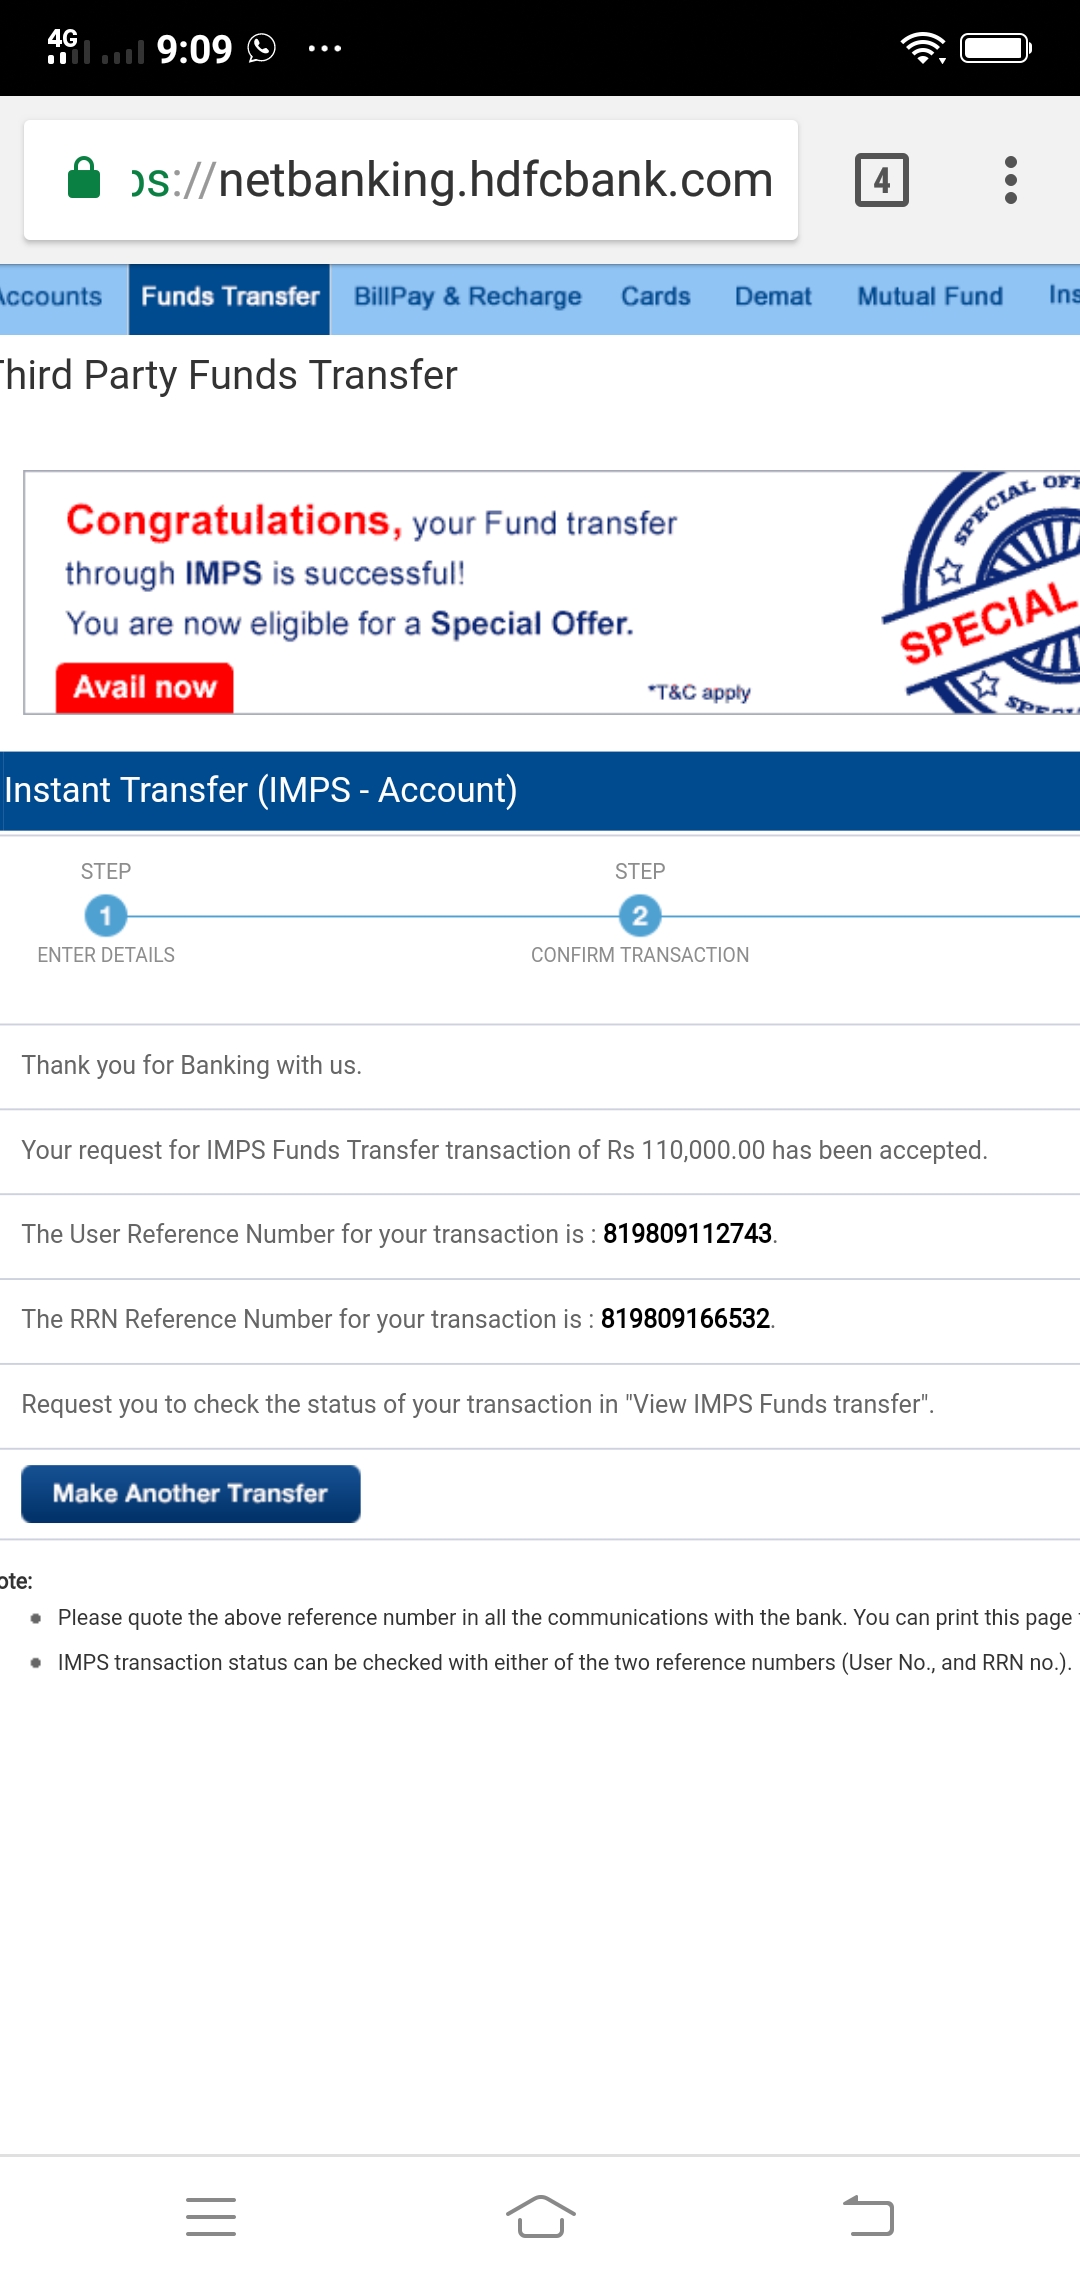 4G 9:09
ps://netbanking.hdfcbank.com 4
Accounts Funds Transfer BillPay & Recharge Cards Demat Mutual Fund Ins
Third Party Funds Transfer
Congratulations, your Fund transfer
through IMPS is successful!
You are now eligible for a Special Offer.
Avail now
*T&C apply
SPECIAL OFF
SPECIAL
SPECI
Instant Transfer (IMPS - Account)
STEP STEP
1 2
ENTER DETAILS CONFIRM TRANSACTION
Thank you for Banking with us.
Your request for IMPS Funds Transfer transaction of Rs 110,000.00 has been accepted.
The User Reference Number for your transaction is : 819809112743.
The RRN Reference Number for your transaction is : 819809166532.
Request you to check the status of your transaction in "View IMPS Funds transfer".
Make Another Transfer
ote:
Please quote the above reference number in all the communications with the bank. You can print this page
IMPS transaction status can be checked with either of the two reference numbers (User No., and RRN no.).